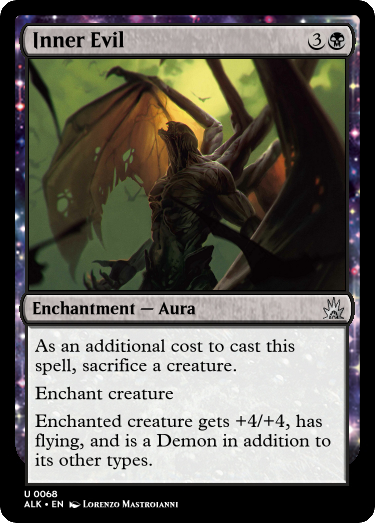 Inner Evil 3
Enchantment — Aura
As an additional cost to cast this
spell, sacrifice a creature.
Enchant creature
Enchanted creature gets +4/+4, has
flying, and is a Demon in addition to
its other types.
U 0068
ALK • EN Lorenzo Mastroianni